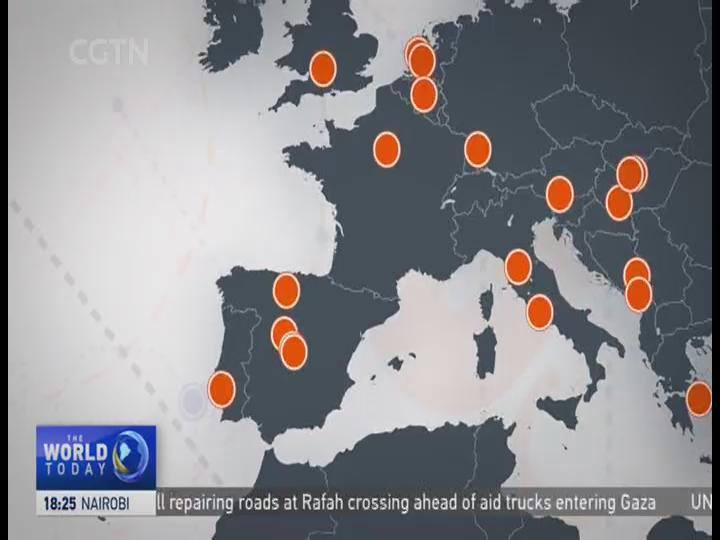 CGTN
THE
WORLD
TODAY
18:25 NAIROBI
ll repairing roads at Rafah crossing ahead of aid trucks entering Gaza
UN